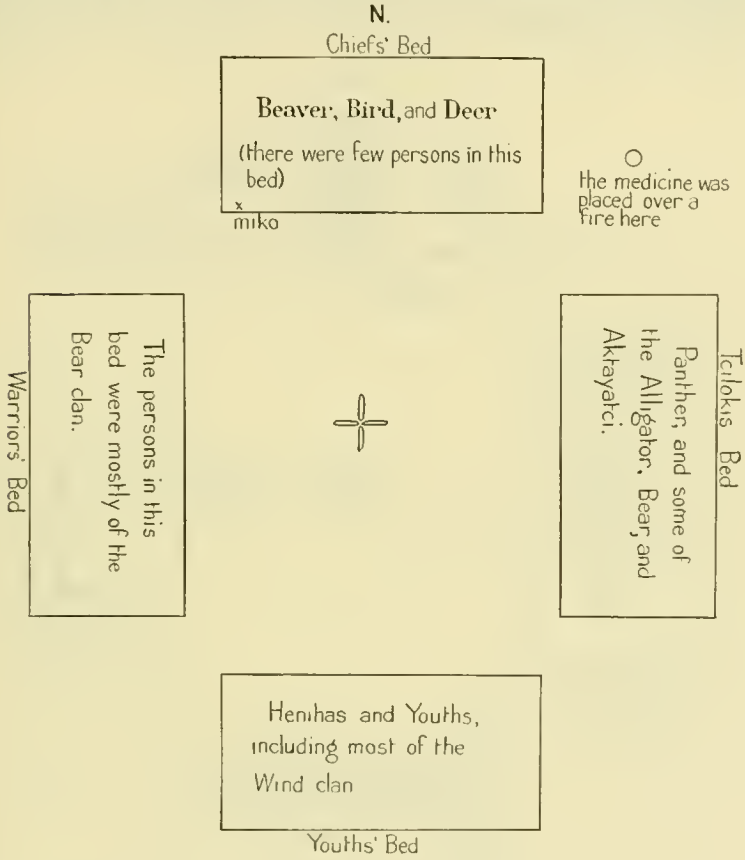 N.
Chiefs' Bed
Beaver, Bird, and Deer
(there were few persons in this
bed)
x
miko
the medicine was
placed over a
fire here
Warriors' Bed
The persons in this
bed were mostly of the
Bear clan.
Panther, and some of
the Alligator, Bear, and
Aktayatci.
Tcilokis Bed
Henihas and Youths,
including most of the
Wind clan
Youths' Bed